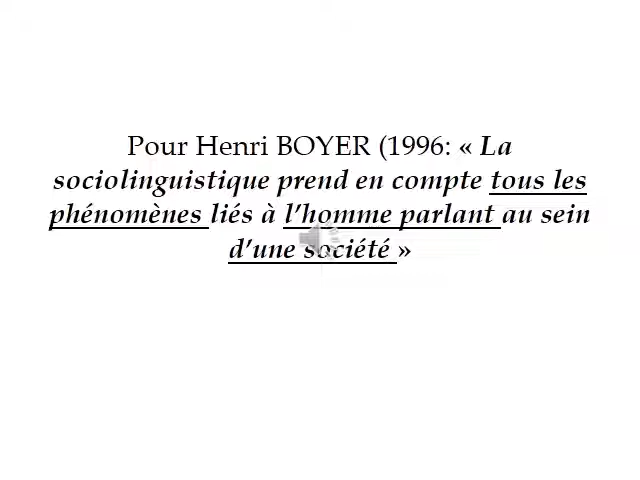 Pour Henri BOYER (1996: « La
sociolinguistique prend en compte tous les
phénomènes liés à l’homme parlant au sein
d’une société »